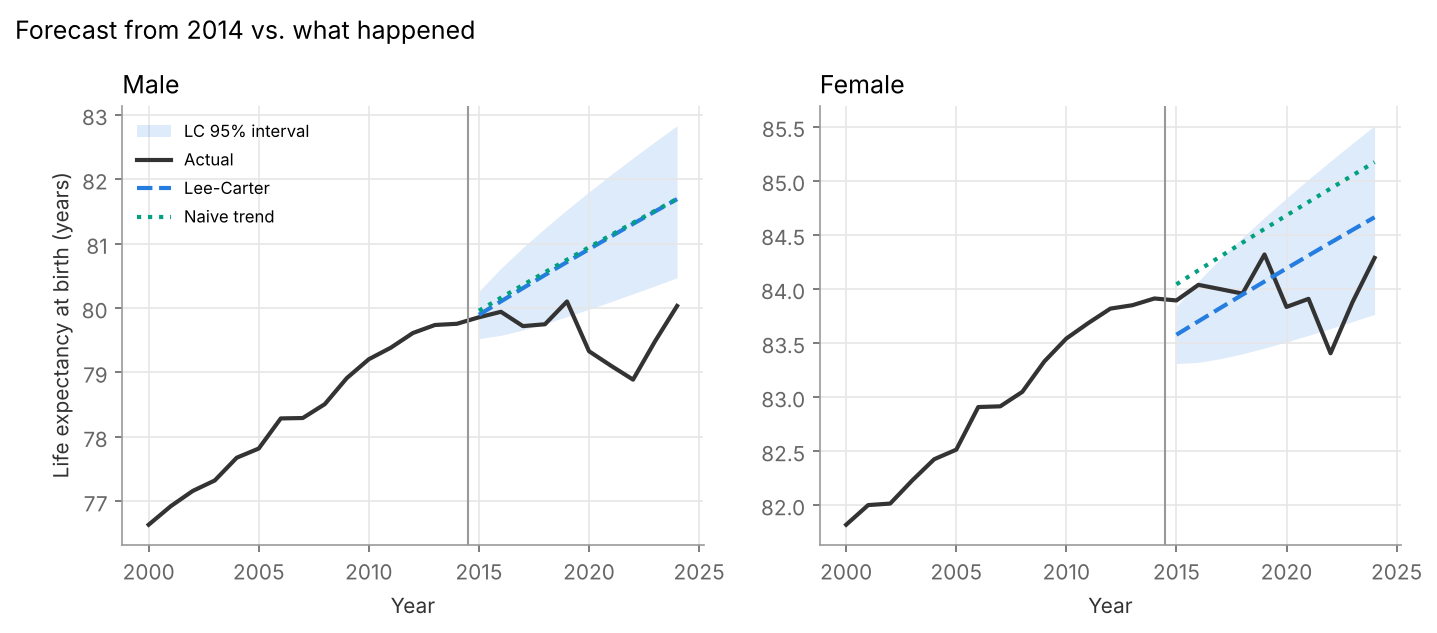 Forecast from 2014 vs. what happened
Male
83
82
81
80
79
78
77
Life expectancy at birth (years)
LC 95% interval
Actual
Lee-Carter
Naive trend
2000 2005 2010 2015 2020 2025
Year
Female
85.5
85.0
84.5
84.0
83.5
83.0
82.5
82.0
2000 2005 2010 2015 2020 2025
Year